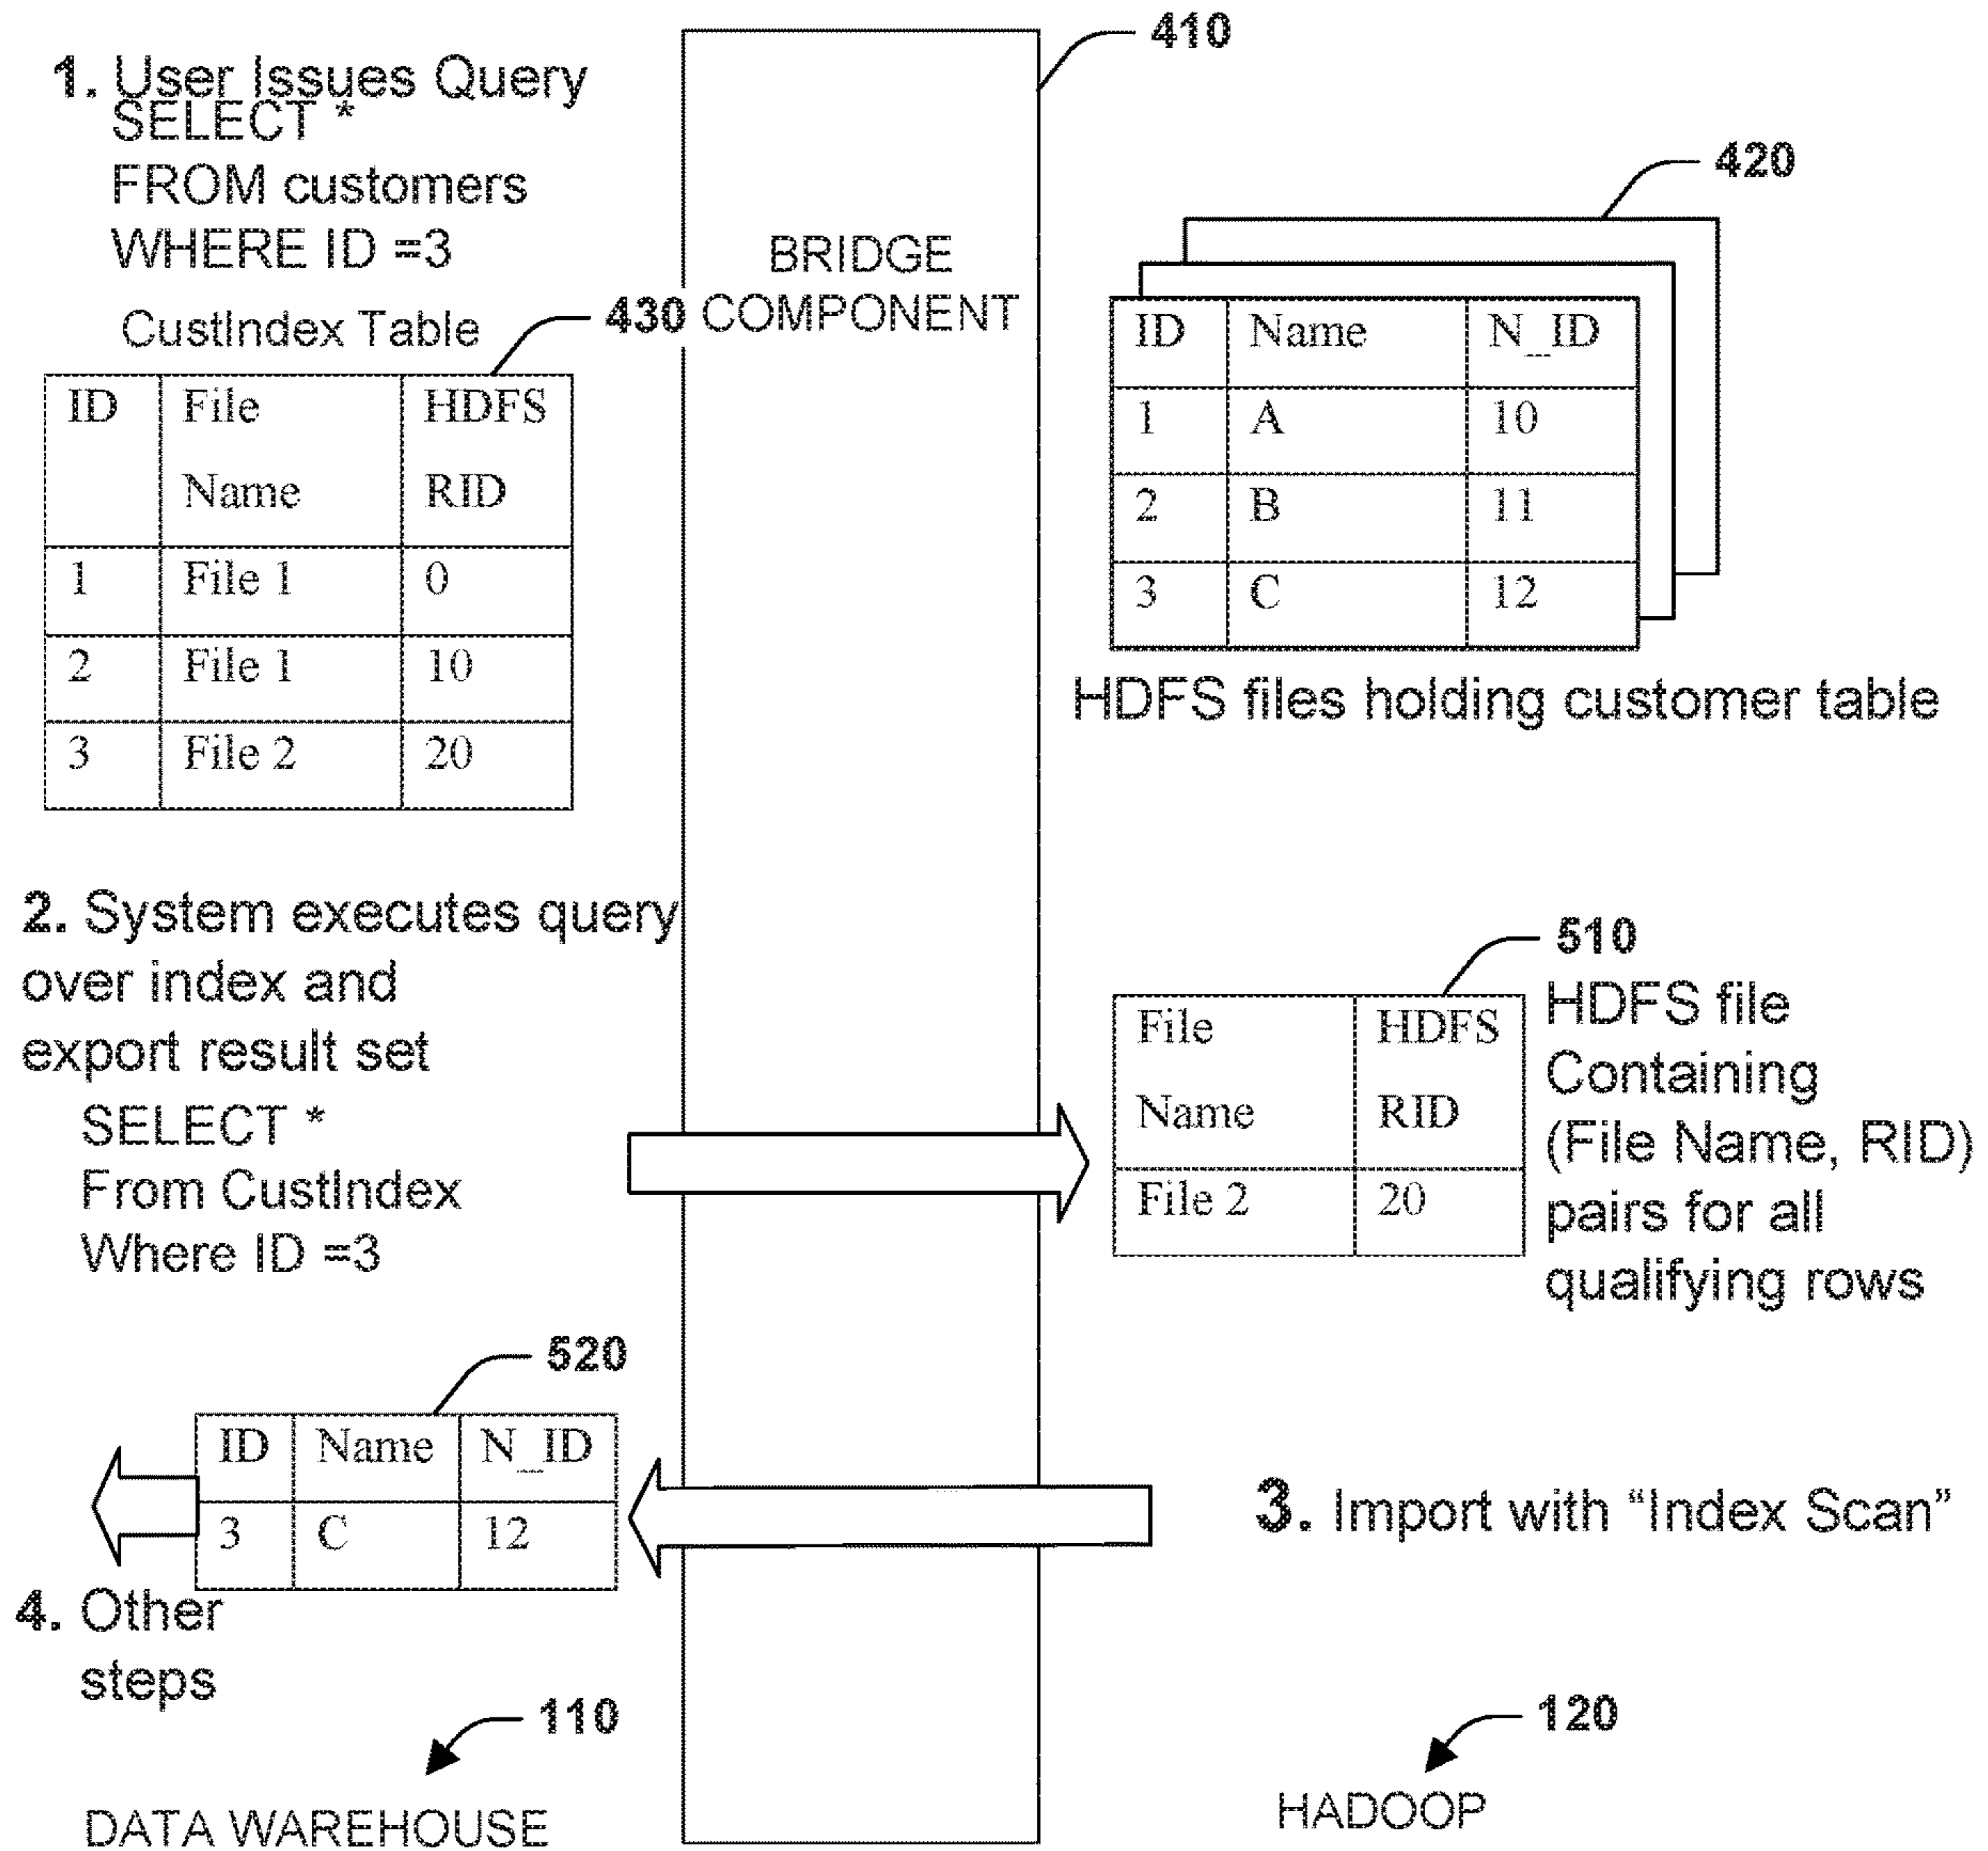 410
1. User Issues Query
SELECT *
FROM customers
WHERE ID =3
BRIDGE
COMPONENT
420
CustIndex Table
430
ID File Name HDFS RID
1 File 1 0
2 File 1 10
3 File 2 20
ID Name N_ID
1 A 10
2 B 11
3 C 12
HDFS files holding customer table
2. System executes query
over index and
export result set
SELECT *
From CustIndex
Where ID =3
510
File Name HDFS RID
File 2 20
HDFS file
Containing
(File Name, RID)
pairs for all
qualifying rows
520
ID Name N_ID
3 C 12
3. Import with “Index Scan”
4. Other
steps
110
DATA WAREHOUSE
120
HADOOP